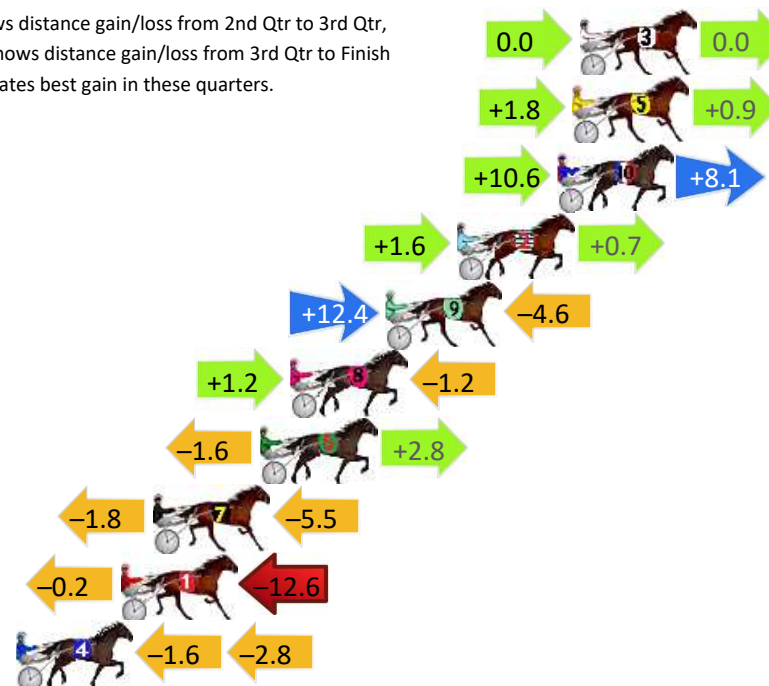 ws distance gain/loss from 2nd Qtr to 3rd Qtr,
hows distance gain/loss from 3rd Qtr to Finish
ates best gain in these quarters.
0.0 3 0.0
+1.8 5 +0.9
+10.6 10 +8.1
+1.6 2 +0.7
+12.4 9 –4.6
+1.2 8 –1.2
–1.6 6 +2.8
–1.8 7 –5.5
–0.2 1 –12.6
4 –1.6 –2.8